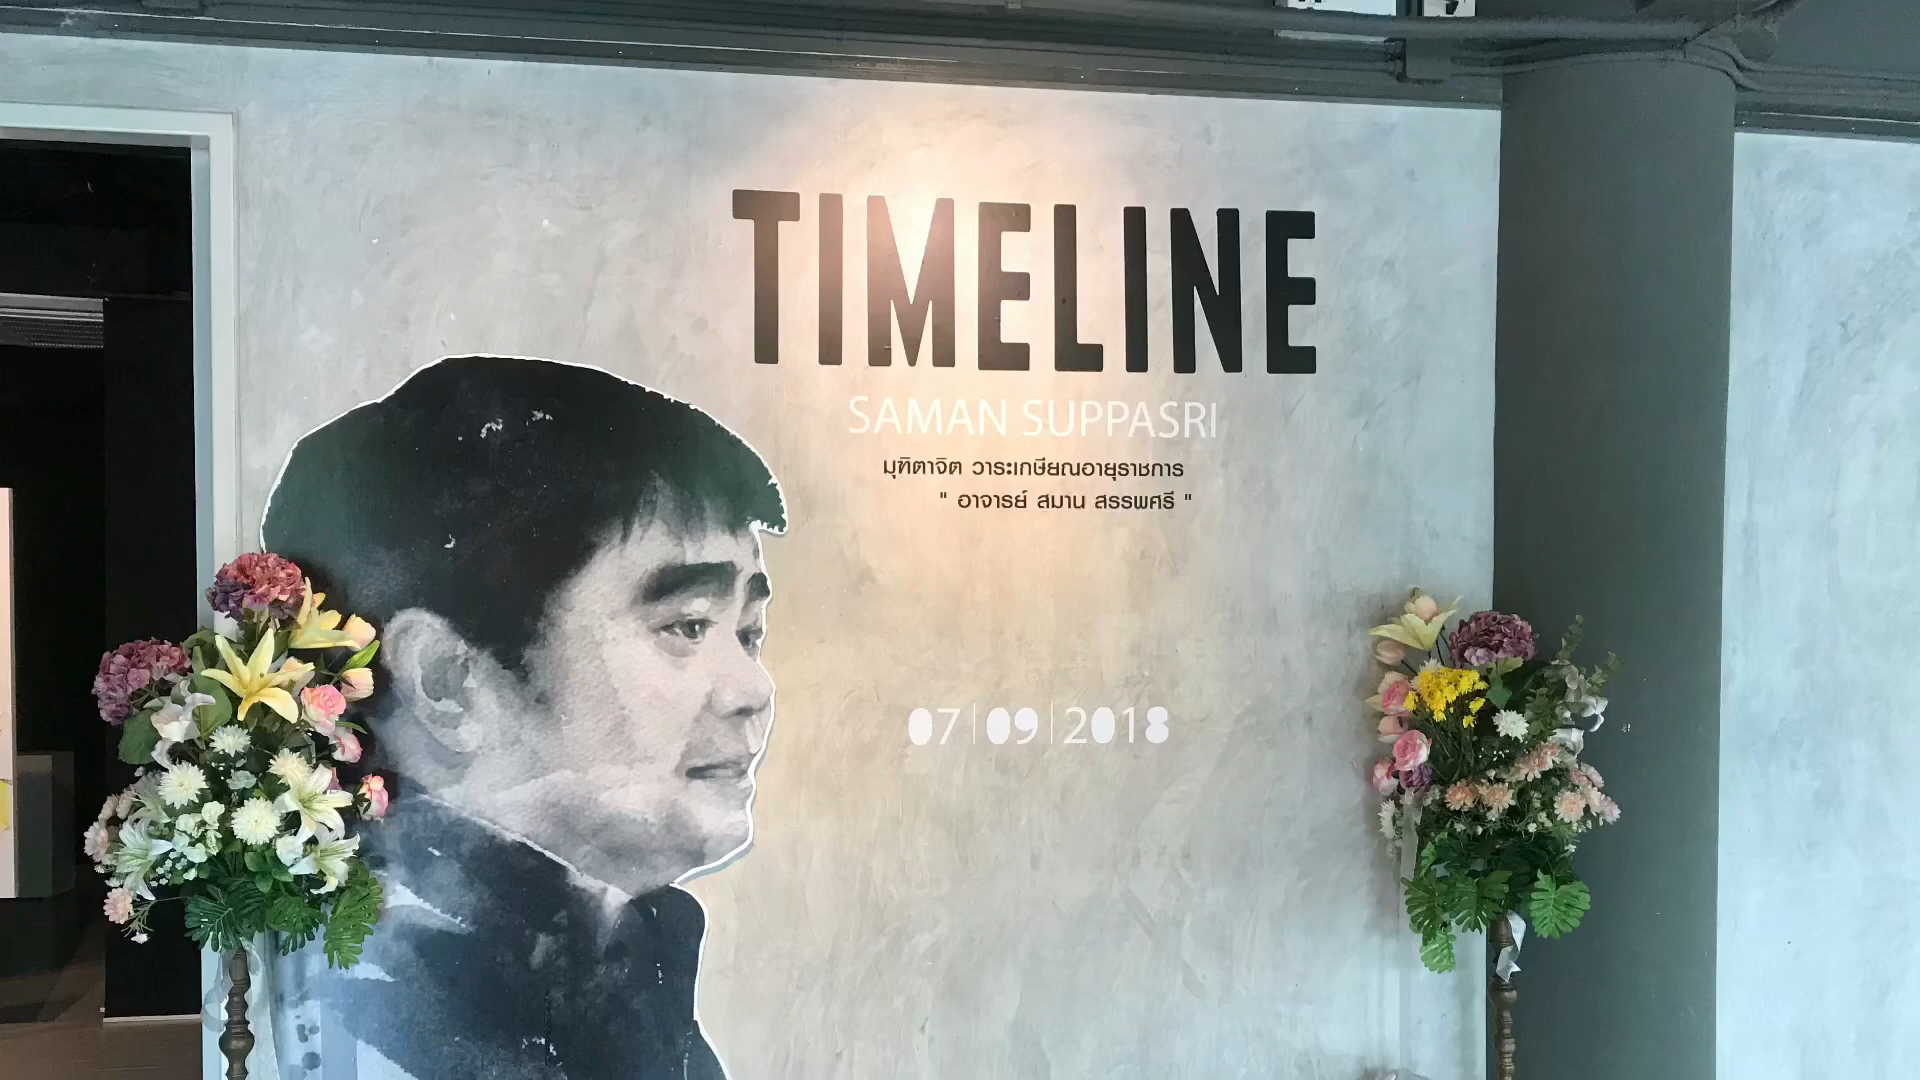 TIMELINE
SAMAN SUPPASRI
มุฑิตาจิต วาระเกษียณอายุราชการ
" อาจารย์ สมาน สรรพศรี "
07|09|2018